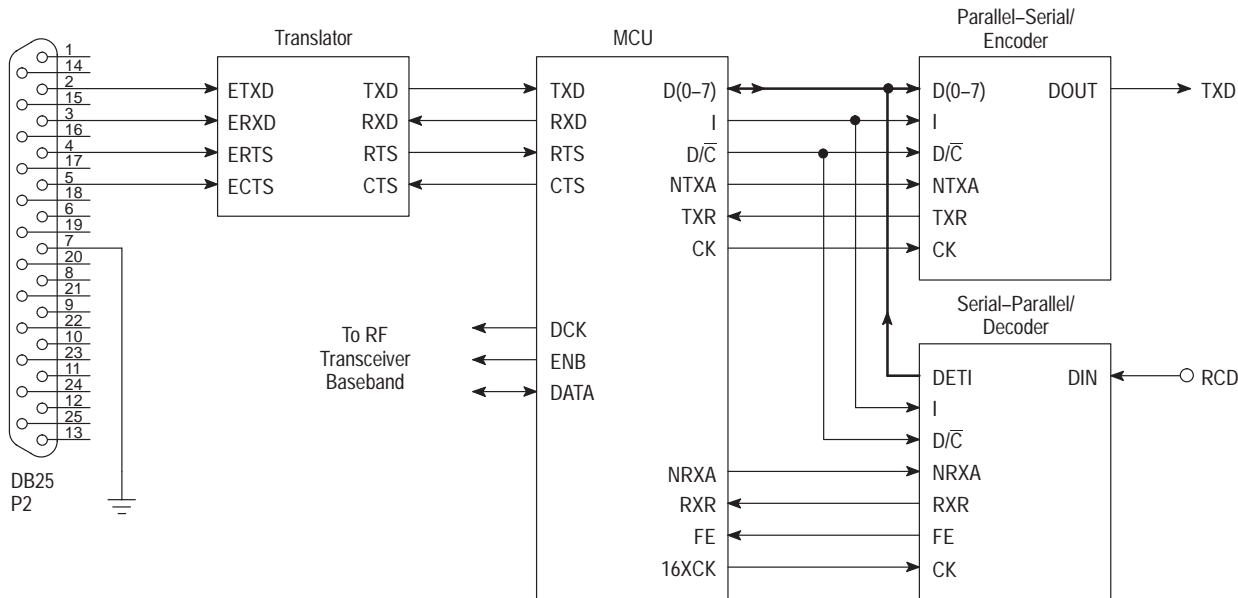 1
14
2
15
3
16
4
17
5
18
6
19
7
20
8
21
9
22
10
23
11
24
12
25
13
DB25
P2
Translator
ETXD TXD
ERXD RXD
ERTS RTS
ECTS CTS
To RF
Transceiver
Baseband
MCU
TXD D(0–7)
RXD I
RTS D/C̅
CTS NTXA
TXR
CK
DCK
ENB
DATA
NRXA
RXR
FE
16XCK
Parallel–Serial/
Encoder
D(0–7) DOUT TXD
I
D/C̅
NTXA
TXR
CK
Serial–Parallel/
Decoder
DETI DIN RCD
I
D/C̅
NRXA
RXR
FE
CK